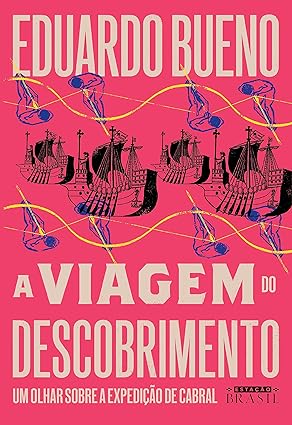 EDUARDO BUENO
A VIAGEM DO
DESCOBRIMENTO
UM OLHAR SOBRE A EXPEDIÇÃO DE CABRAL
ESTAÇÃO
BRASIL